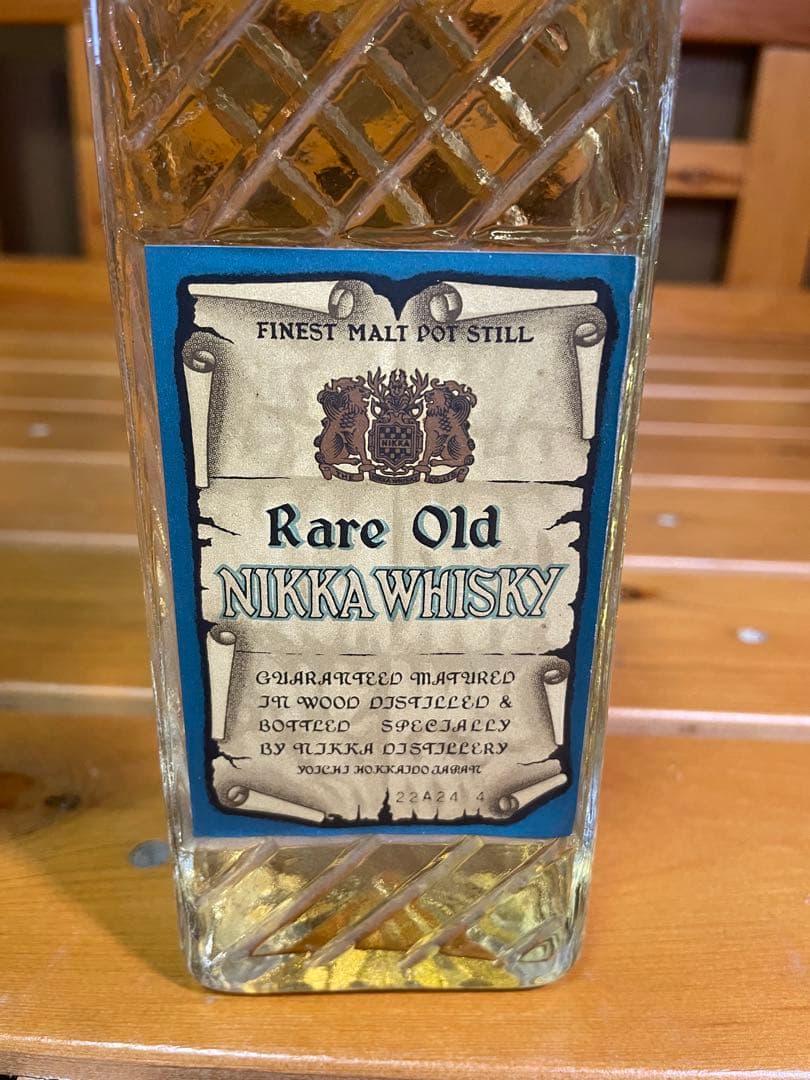 FINEST MALT POT STILL
NIKKA
Rare Old
NIKKA WHISKY
GUARANTEED MATURED
IN WOOD DISTILLED &
BOTTLED SPECIALLY
BY NIKKA DISTILLERY
YOICHI HOKKAIDO JAPAN
22A24 4